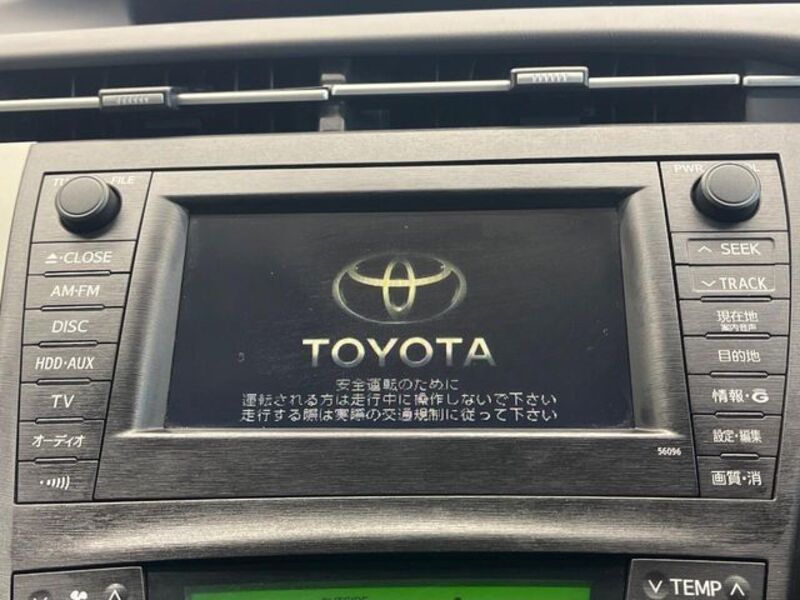 TUNE FILE
PWR VOL
▲・CLOSE
AM・FM
DISC
HDD・AUX
TV
オーディオ
TOYOTA
安全運転のために
運転される方は走行中に操作しないで下さい
走行する際は実際の交通規制に従って下さい
56096
SEEK
TRACK
現在地
案内音声
目的地
情報・G
設定・編集
画質・消
TEMP